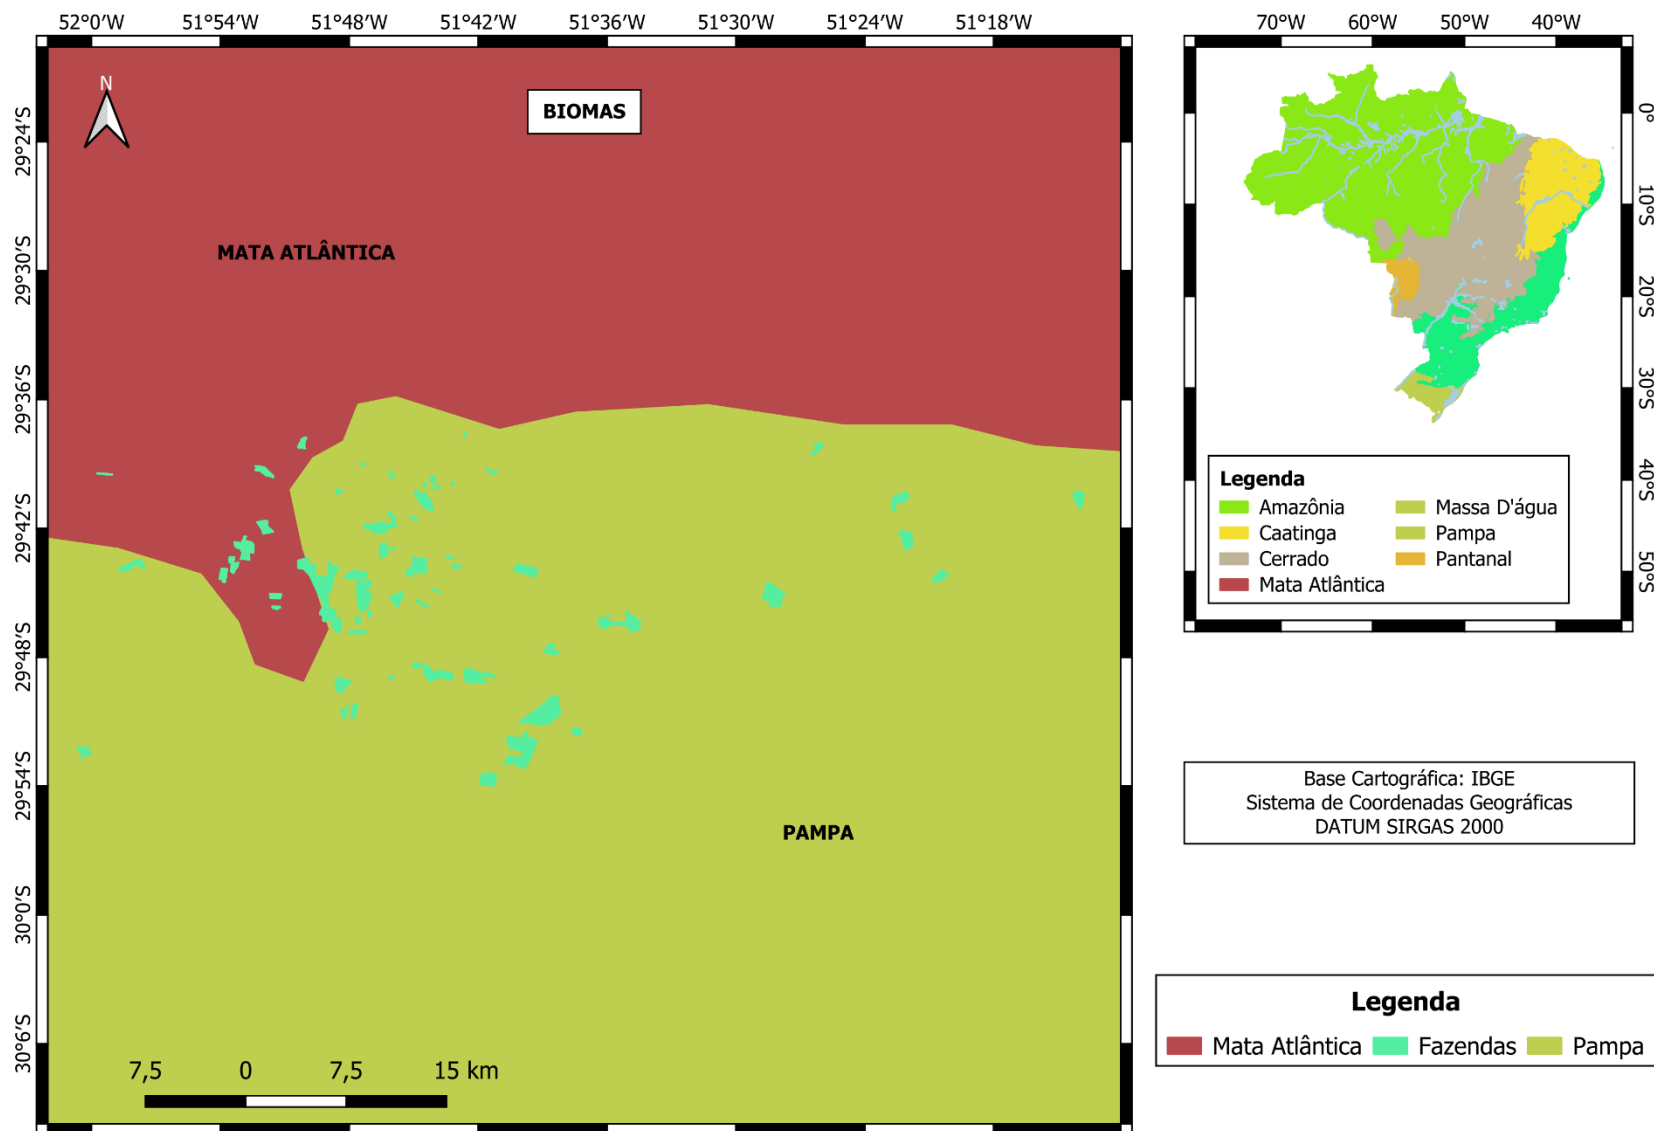 52°0'W 51°54'W 51°48'W 51°42'W 51°36'W 51°30'W 51°24'W 51°18'W
70°W 60°W 50°W 40°W
N
BIOMAS
MATA ATLÂNTICA
PAMPA
29°24'S
29°30'S
29°36'S
29°42'S
29°48'S
29°54'S
30°0'S
30°6'S
7,5 0 7,5 15 km
0°
10°S
20°S
30°S
40°S
50°S
Legenda
Amazônia
Caatinga
Cerrado
Mata Atlântica
Massa D'água
Pampa
Pantanal
Base Cartográfica: IBGE
Sistema de Coordenadas Geográficas
DATUM SIRGAS 2000
Legenda
Mata Atlântica Fazendas Pampa